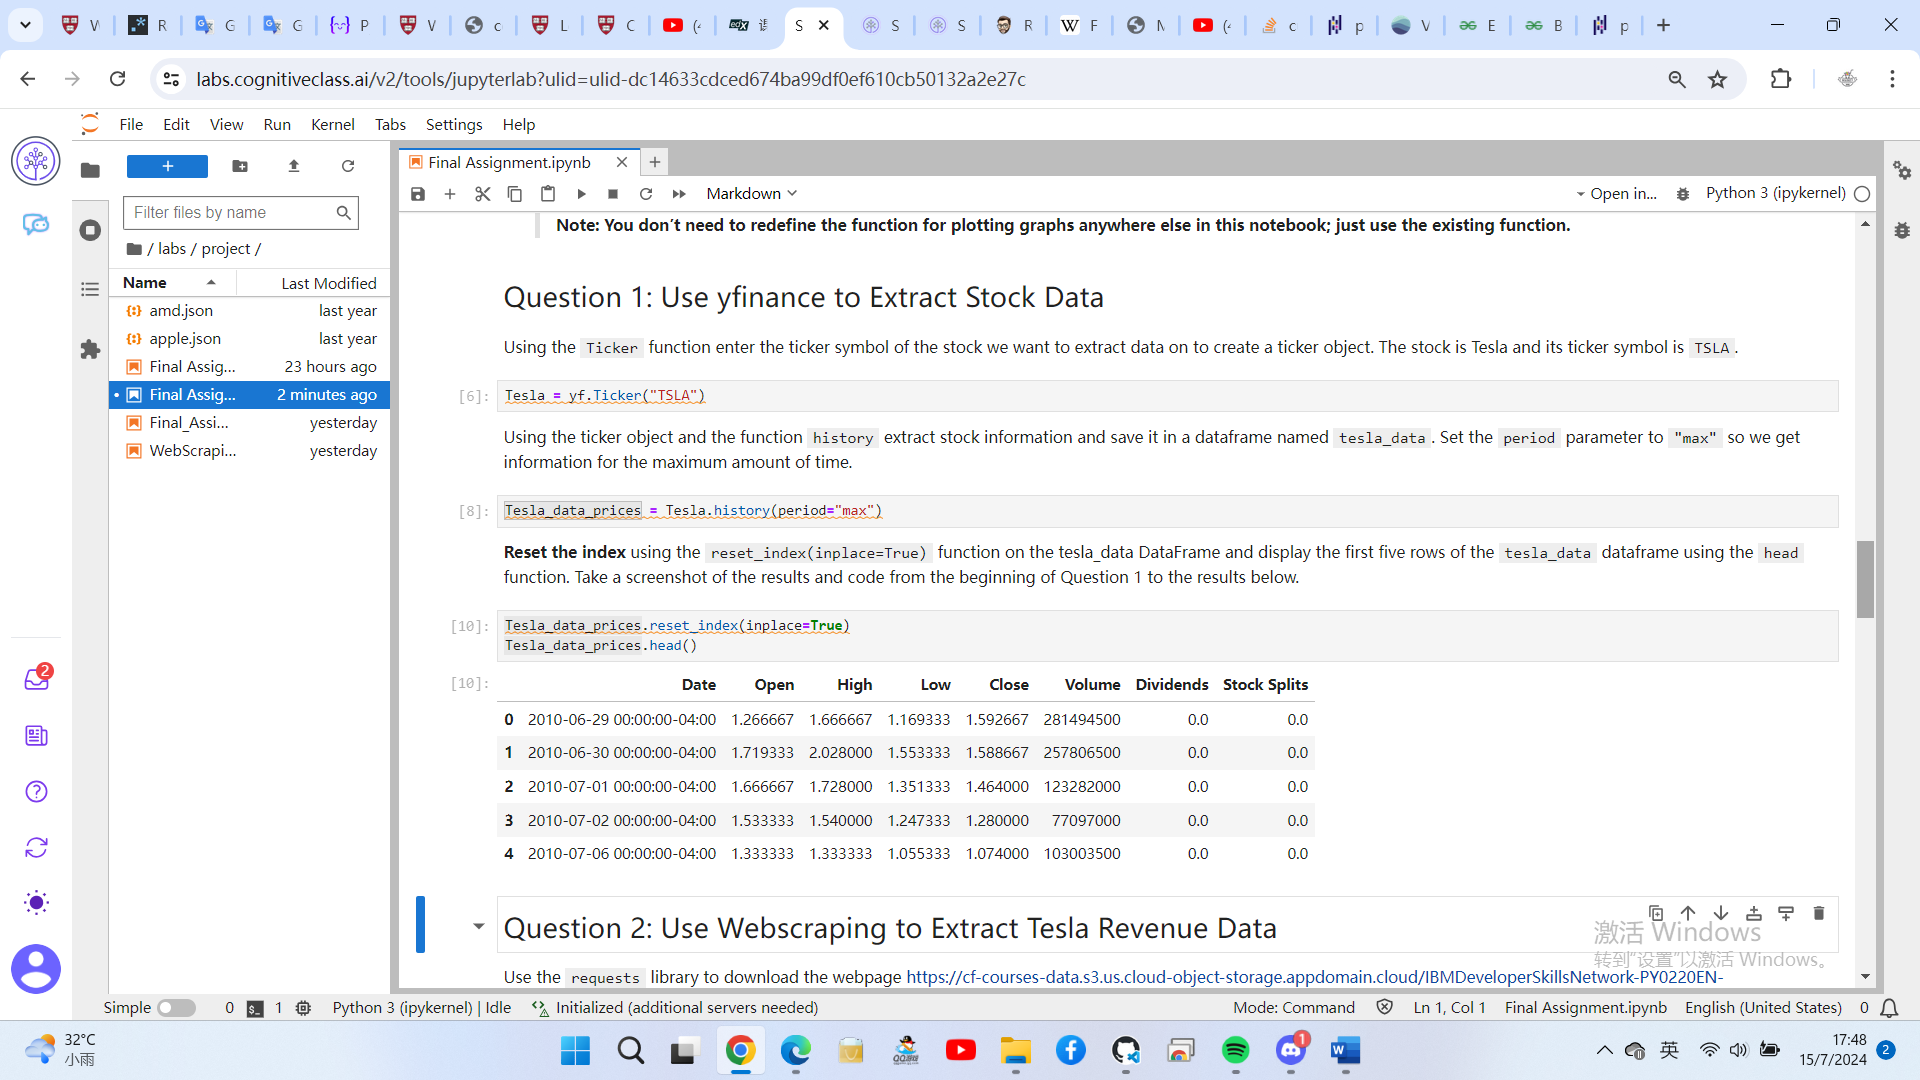 W
R
G
G
P
V
c
L
C
(4
S
S
S
R
F
M
(4
c
p
V
E
B
p
labs.cognitiveclass.ai/v2/tools/jupyterlab?ulid=ulid-dc14633cdced674ba99df0ef610cb50132a2e27c
File Edit View Run Kernel Tabs Settings Help
+
Filter files by name
/ labs / project /
Name Last Modified
amd.json last year
apple.json last year
Final Assig... 23 hours ago
Final Assig... 2 minutes ago
Final_Assi... yesterday
WebScrapi... yesterday
Final Assignment.ipynb
Markdown
Open in... Python 3 (ipykernel)
Note: You don't need to redefine the function for plotting graphs anywhere else in this notebook; just use the existing function.
Question 1: Use yfinance to Extract Stock Data
Using the Ticker function enter the ticker symbol of the stock we want to extract data on to create a ticker object. The stock is Tesla and its ticker symbol is TSLA.
[6]: Tesla = yf.Ticker("TSLA")
Using the ticker object and the function history extract stock information and save it in a dataframe named tesla_data. Set the period parameter to "max" so we get
information for the maximum amount of time.
[8]: Tesla_data_prices = Tesla.history(period="max")
Reset the index using the reset_index(inplace=True) function on the tesla_data DataFrame and display the first five rows of the tesla_data dataframe using the head
function. Take a screenshot of the results and code from the beginning of Question 1 to the results below.
[10]: Tesla_data_prices.reset_index(inplace=True)
Tesla_data_prices.head()
[10]: Date Open High Low Close Volume Dividends Stock Splits
0 2010-06-29 00:00:00-04:00 1.266667 1.666667 1.169333 1.592667 281494500 0.0 0.0
1 2010-06-30 00:00:00-04:00 1.719333 2.028000 1.553333 1.588667 257806500 0.0 0.0
2 2010-07-01 00:00:00-04:00 1.666667 1.728000 1.351333 1.464000 123282000 0.0 0.0
3 2010-07-02 00:00:00-04:00 1.533333 1.540000 1.247333 1.280000 77097000 0.0 0.0
4 2010-07-06 00:00:00-04:00 1.333333 1.333333 1.055333 1.074000 103003500 0.0 0.0
Question 2: Use Webscraping to Extract Tesla Revenue Data
激活 Windows
转到"设置"以激活 Windows。
Use the requests library to download the webpage https://cf-courses-data.s3.us.cloud-object-storage.appdomain.cloud/IBMDeveloperSkillsNetwork-PY0220EN-
2
Simple 0 1 Python 3 (ipykernel) | Idle Initialized (additional servers needed) Mode: Command Ln 1, Col 1 Final Assignment.ipynb English (United States) 0
32°C
小雨
1
英
17:48
15/7/2024
2